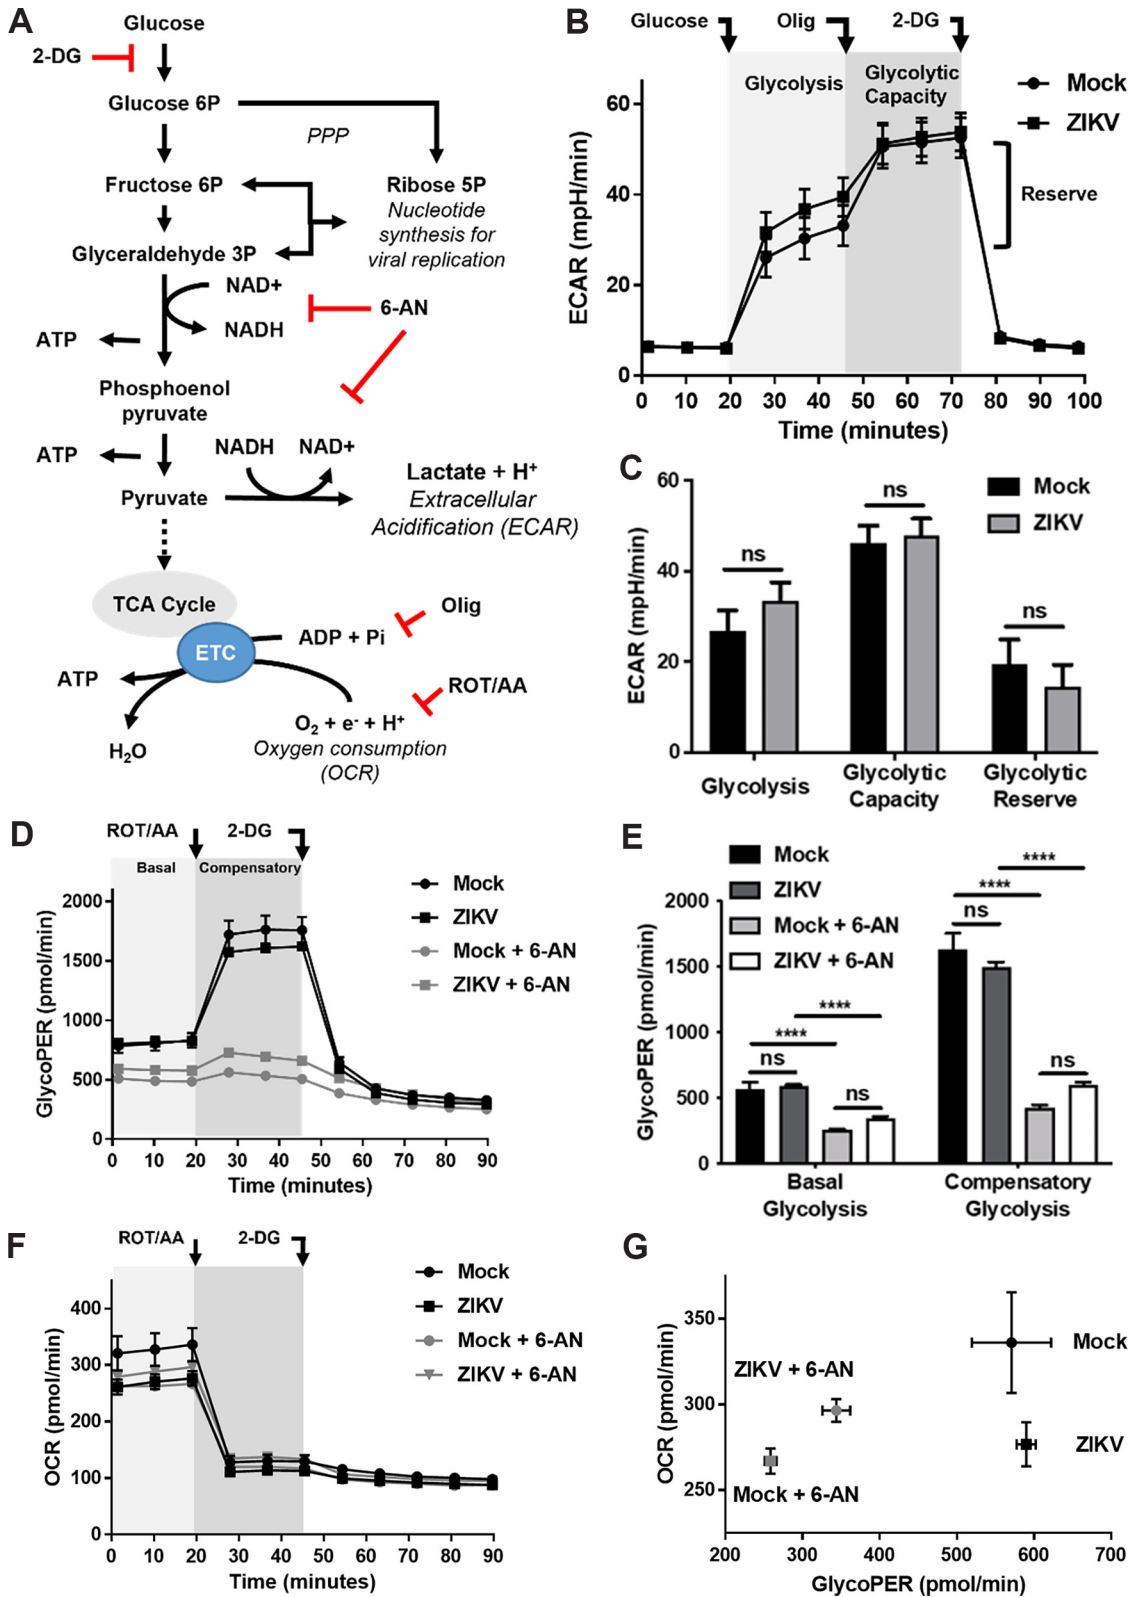 A
Glucose
2-DG
Glucose 6P
PPP
Fructose 6P
Ribose 5P
Nucleotide
synthesis for
viral replication
Glyceraldehyde 3P
NAD+
6-AN
NADH
ATP
Phosphoenol
pyruvate
NADH NAD+
ATP
Lactate + H+
Pyruvate
Extracellular
Acidification (ECAR)
TCA Cycle
Olig
ADP + Pi
ETC
ATP
ROT/AA
O2 + e- + H+
H2O
Oxygen consumption
(OCR)
B
Glucose Olig 2-DG
Glycolysis
Glycolytic
Capacity
Mock
ZIKV
Reserve
ECAR (mpH/min)
60
40
20
0
0 10 20 30 40 50 60 70 80 90 100
Time (minutes)
C
ECAR (mpH/min)
60
40
20
0
ns
ns
ns
Mock
ZIKV
Glycolysis
Glycolytic
Capacity
Glycolytic
Reserve
D
ROT/AA 2-DG
Basal Compensatory
Mock
ZIKV
Mock + 6-AN
ZIKV + 6-AN
GlycoPER (pmol/min)
2000
1500
1000
500
0
0 10 20 30 40 50 60 70 80 90
Time (minutes)
E
Mock
ZIKV
Mock + 6-AN
ZIKV + 6-AN
GlycoPER (pmol/min)
2000
1500
1000
500
0
****
****
ns
ns
****
****
ns
ns
Basal
Glycolysis
Compensatory
Glycolysis
F
ROT/AA 2-DG
Mock
ZIKV
Mock + 6-AN
ZIKV + 6-AN
OCR (pmol/min)
400
300
200
100
0
0 10 20 30 40 50 60 70 80 90
Time (minutes)
G
OCR (pmol/min)
350
300
250
Mock
ZIKV + 6-AN
ZIKV
Mock + 6-AN
200 300 400 500 600 700
GlycoPER (pmol/min)